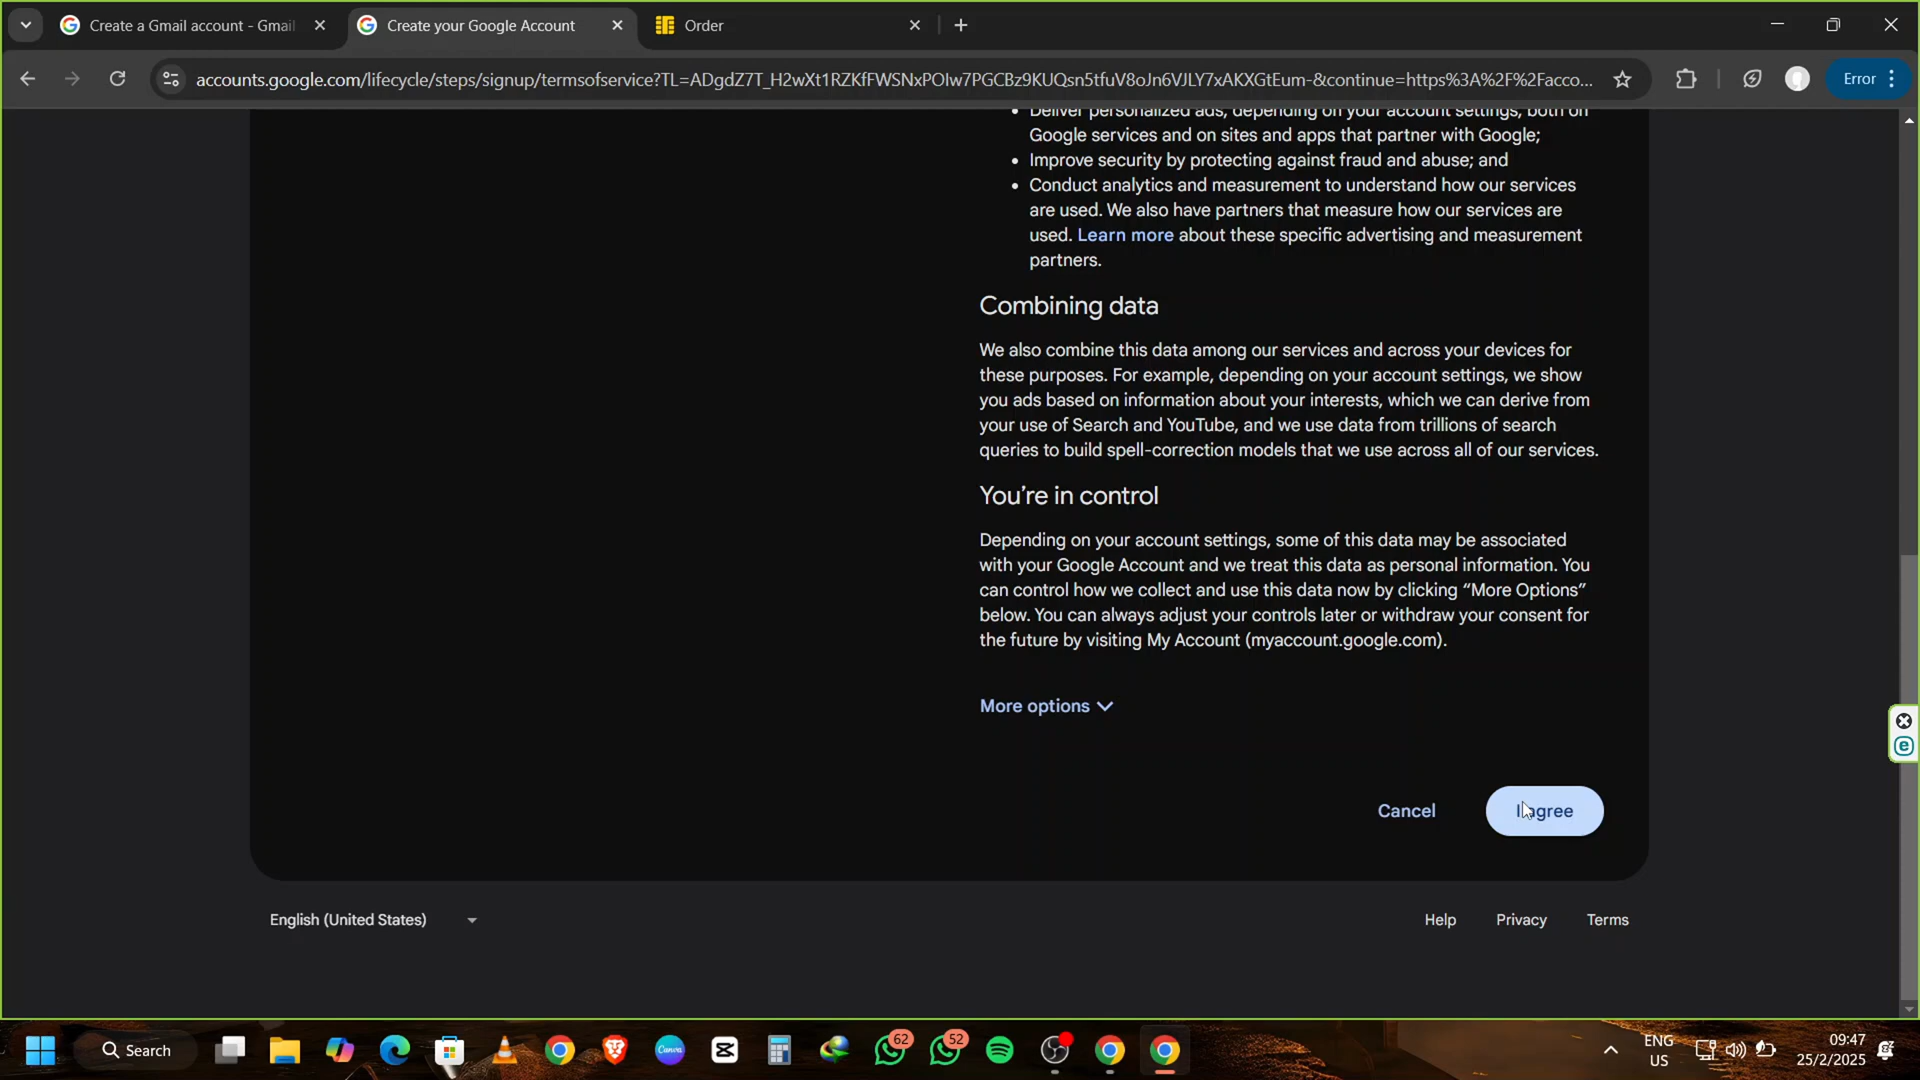 Create a Gmail account - Gmail
Create your Google Account
Order
accounts.google.com/lifecycle/steps/signup/termsofservice?TL=ADgdZ7T_H2wXt1RZKfFWSNxPOIw7PGCBz9KUQsn5tfuV8oJn6VJLY7xAKXGtEum-&continue=https%3A%2F%2Facco...
Error
Deliver personalized ads, depending on your account settings, both on
Google services and on sites and apps that partner with Google;
• Improve security by protecting against fraud and abuse; and
• Conduct analytics and measurement to understand how our services
are used. We also have partners that measure how our services are
used. Learn more about these specific advertising and measurement
partners.
Combining data
We also combine this data among our services and across your devices for
these purposes. For example, depending on your account settings, we show
you ads based on information about your interests, which we can derive from
your use of Search and YouTube, and we use data from trillions of search
queries to build spell-correction models that we use across all of our services.
You're in control
Depending on your account settings, some of this data may be associated
with your Google Account and we treat this data as personal information. You
can control how we collect and use this data now by clicking “More Options”
below. You can always adjust your controls later or withdraw your consent for
the future by visiting My Account (myaccount.google.com).
More options
Cancel
I agree
English (United States)
Help
Privacy
Terms
Search
Canva
62
52
ENG
US
09:47
25/2/2025